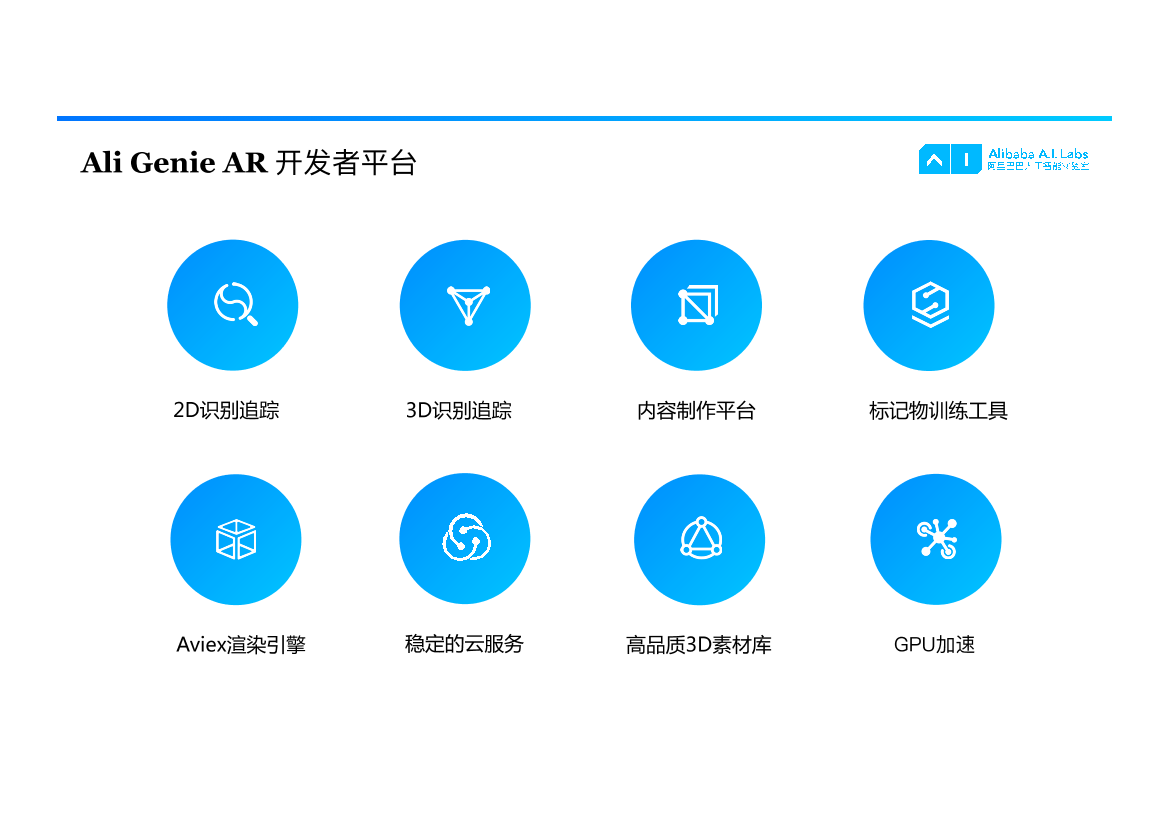 Ali Genie AR 开发者平台
Alibaba A.I. Labs
阿里巴巴人工智能实验室
2D识别追踪
3D识别追踪
内容制作平台
标记物训练工具
Aviex渲染引擎
稳定的云服务
高品质3D素材库
GPU加速